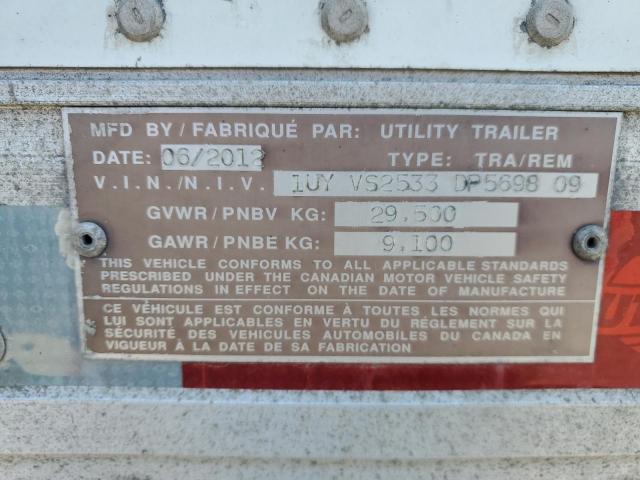 MFD BY / FABRIQUÉ PAR: UTILITY TRAILER
DATE: 06/2012 TYPE: TRA/REM
V.I.N./N.I.V. 1UY VS2533 DP5698 09
GVWR/PNBV KG: 29,500
GAWR/PNBE KG: 9,100
THIS VEHICLE CONFORMS TO ALL APPLICABLE STANDARDS
PRESCRIBED UNDER THE CANADIAN MOTOR VEHICLE SAFETY
REGULATIONS IN EFFECT ON THE DATE OF MANUFACTURE
CE VÉHICULE EST CONFORME À TOUTES LES NORMES QUI
LUI SONT APPLICABLES EN VERTU DU RÉGLEMENT SUR LA
SÉCURITÉ DES VEHICULES AUTOMOBILES DU CANADA EN
VIGUEUR À LA DATE DE SA FABRICATION